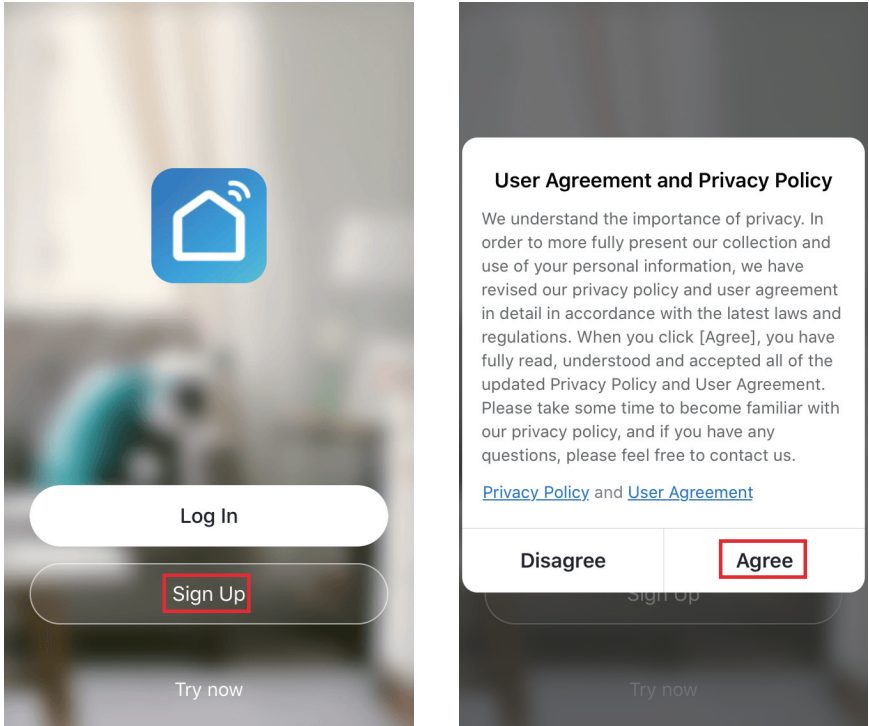 Log In
Sign Up
Try now
User Agreement and Privacy Policy
We understand the importance of privacy. In
order to more fully present our collection and
use of your personal information, we have
revised our privacy policy and user agreement
in detail in accordance with the latest laws and
regulations. When you click [Agree], you have
fully read, understood and accepted all of the
updated Privacy Policy and User Agreement.
Please take some time to become familiar with
our privacy policy, and if you have any
questions, please feel free to contact us.
Privacy Policy and User Agreement
Disagree Agree
Sign Up
Try now